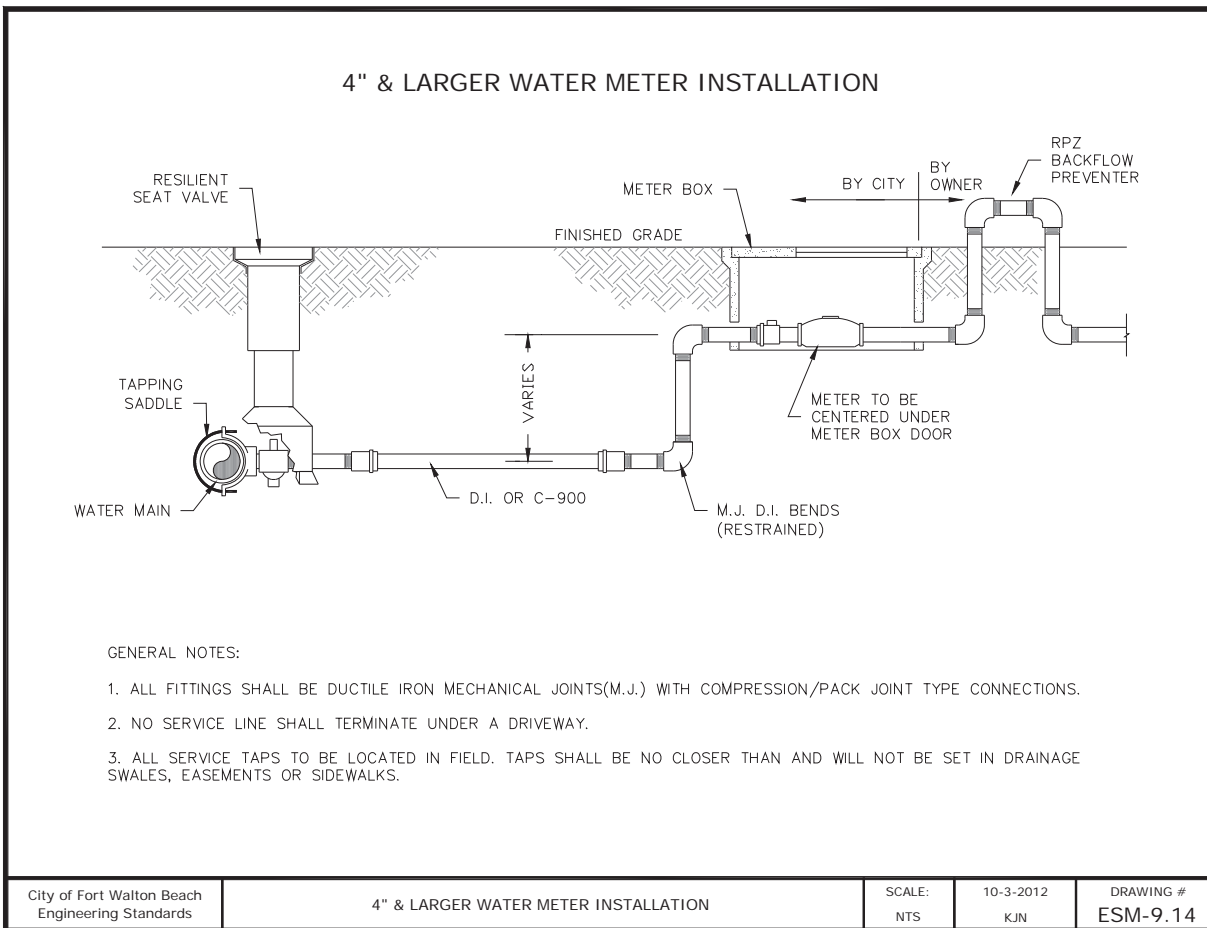 4" & LARGER WATER METER INSTALLATION
RESILIENT
SEAT VALVE
METER BOX
BY CITY
BY
OWNER
RPZ
BACKFLOW
PREVENTER
FINISHED GRADE
TAPPING
SADDLE
VARIES
METER TO BE
CENTERED UNDER
METER BOX DOOR
WATER MAIN
D.I. OR C-900
M.J. D.I. BENDS
(RESTRAINED)
GENERAL NOTES:
1. ALL FITTINGS SHALL BE DUCTILE IRON MECHANICAL JOINTS(M.J.) WITH COMPRESSION/PACK JOINT TYPE CONNECTIONS.
2. NO SERVICE LINE SHALL TERMINATE UNDER A DRIVEWAY.
3. ALL SERVICE TAPS TO BE LOCATED IN FIELD. TAPS SHALL BE NO CLOSER THAN AND WILL NOT BE SET IN DRAINAGE
SWALES, EASEMENTS OR SIDEWALKS.
City of Fort Walton Beach
Engineering Standards
4" & LARGER WATER METER INSTALLATION
SCALE:
NTS
10-3-2012
KJN
DRAWING #
ESM-9.14